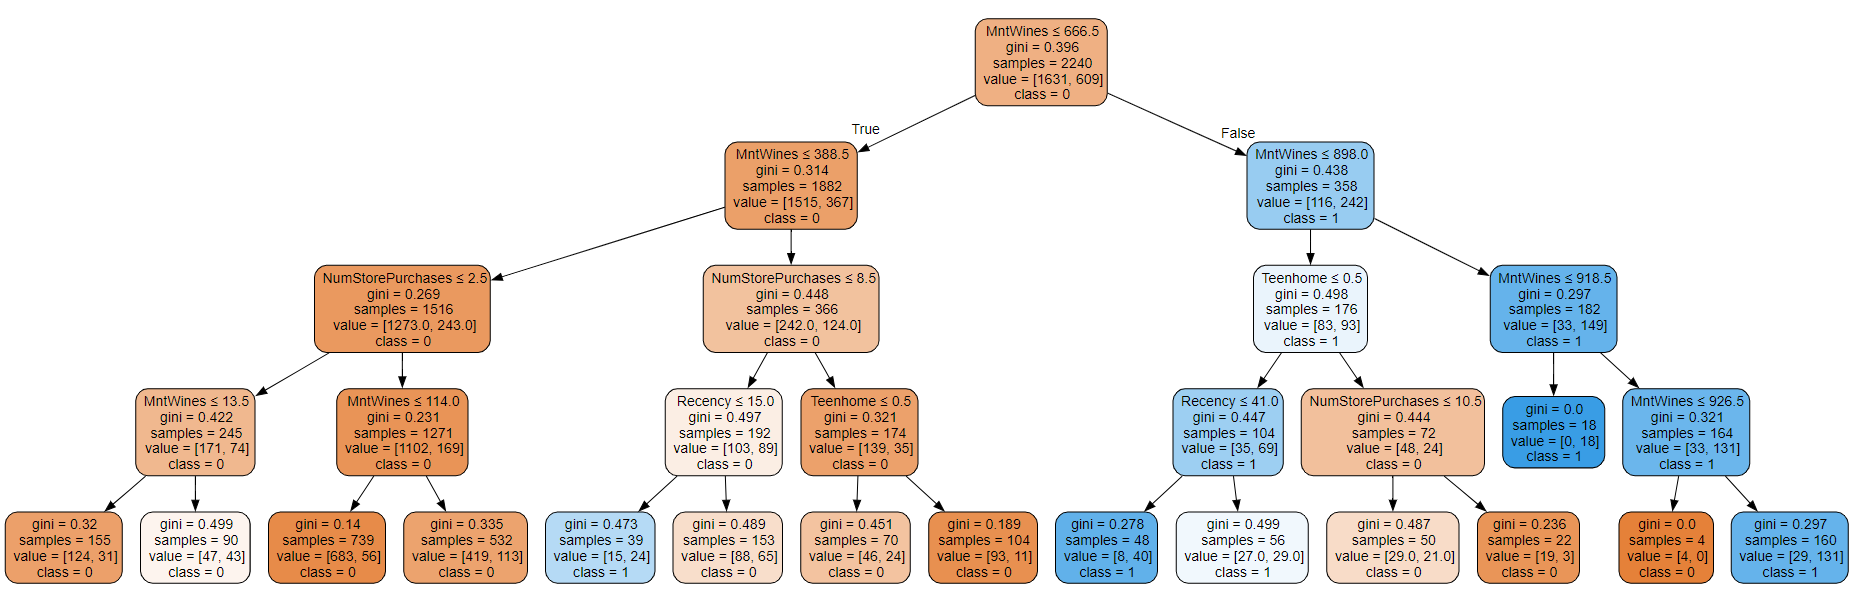 MntWines ≤ 666.5
gini = 0.396
samples = 2240
value = [1631, 609]
class = 0
True
False
MntWines ≤ 388.5
gini = 0.314
samples = 1882
value = [1515, 367]
class = 0
MntWines ≤ 898.0
gini = 0.438
samples = 358
value = [116, 242]
class = 1
NumStorePurchases ≤ 2.5
gini = 0.269
samples = 1516
value = [1273.0, 243.0]
class = 0
NumStorePurchases ≤ 8.5
gini = 0.448
samples = 366
value = [242.0, 124.0]
class = 0
Teenhome ≤ 0.5
gini = 0.498
samples = 176
value = [83, 93]
class = 1
MntWines ≤ 918.5
gini = 0.297
samples = 182
value = [33, 149]
class = 1
MntWines ≤ 13.5
gini = 0.422
samples = 245
value = [171, 74]
class = 0
MntWines ≤ 114.0
gini = 0.231
samples = 1271
value = [1102, 169]
class = 0
Recency ≤ 15.0
gini = 0.497
samples = 192
value = [103, 89]
class = 0
Teenhome ≤ 0.5
gini = 0.321
samples = 174
value = [139, 35]
class = 0
Recency ≤ 41.0
gini = 0.447
samples = 104
value = [35, 69]
class = 1
NumStorePurchases ≤ 10.5
gini = 0.444
samples = 72
value = [48, 24]
class = 0
gini = 0.0
samples = 18
value = [0, 18]
class = 1
MntWines ≤ 926.5
gini = 0.321
samples = 164
value = [33, 131]
class = 1
gini = 0.32
samples = 155
value = [124, 31]
class = 0
gini = 0.499
samples = 90
value = [47, 43]
class = 0
gini = 0.14
samples = 739
value = [683, 56]
class = 0
gini = 0.335
samples = 532
value = [419, 113]
class = 0
gini = 0.473
samples = 39
value = [15, 24]
class = 1
gini = 0.489
samples = 153
value = [88, 65]
class = 0
gini = 0.451
samples = 70
value = [46, 24]
class = 0
gini = 0.189
samples = 104
value = [93, 11]
class = 0
gini = 0.278
samples = 48
value = [8, 40]
class = 1
gini = 0.499
samples = 56
value = [27.0, 29.0]
class = 1
gini = 0.487
samples = 50
value = [29.0, 21.0]
class = 0
gini = 0.236
samples = 22
value = [19, 3]
class = 0
gini = 0.0
samples = 4
value = [4, 0]
class = 0
gini = 0.297
samples = 160
value = [29, 131]
class = 1